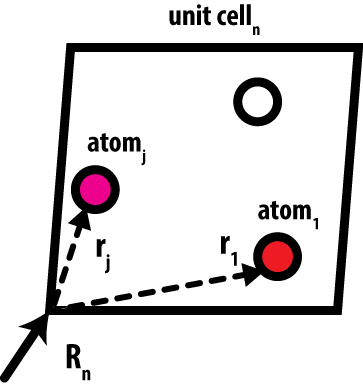 unit cellₙ
atomⱼ
atom₁
rⱼ
r₁
Rₙ